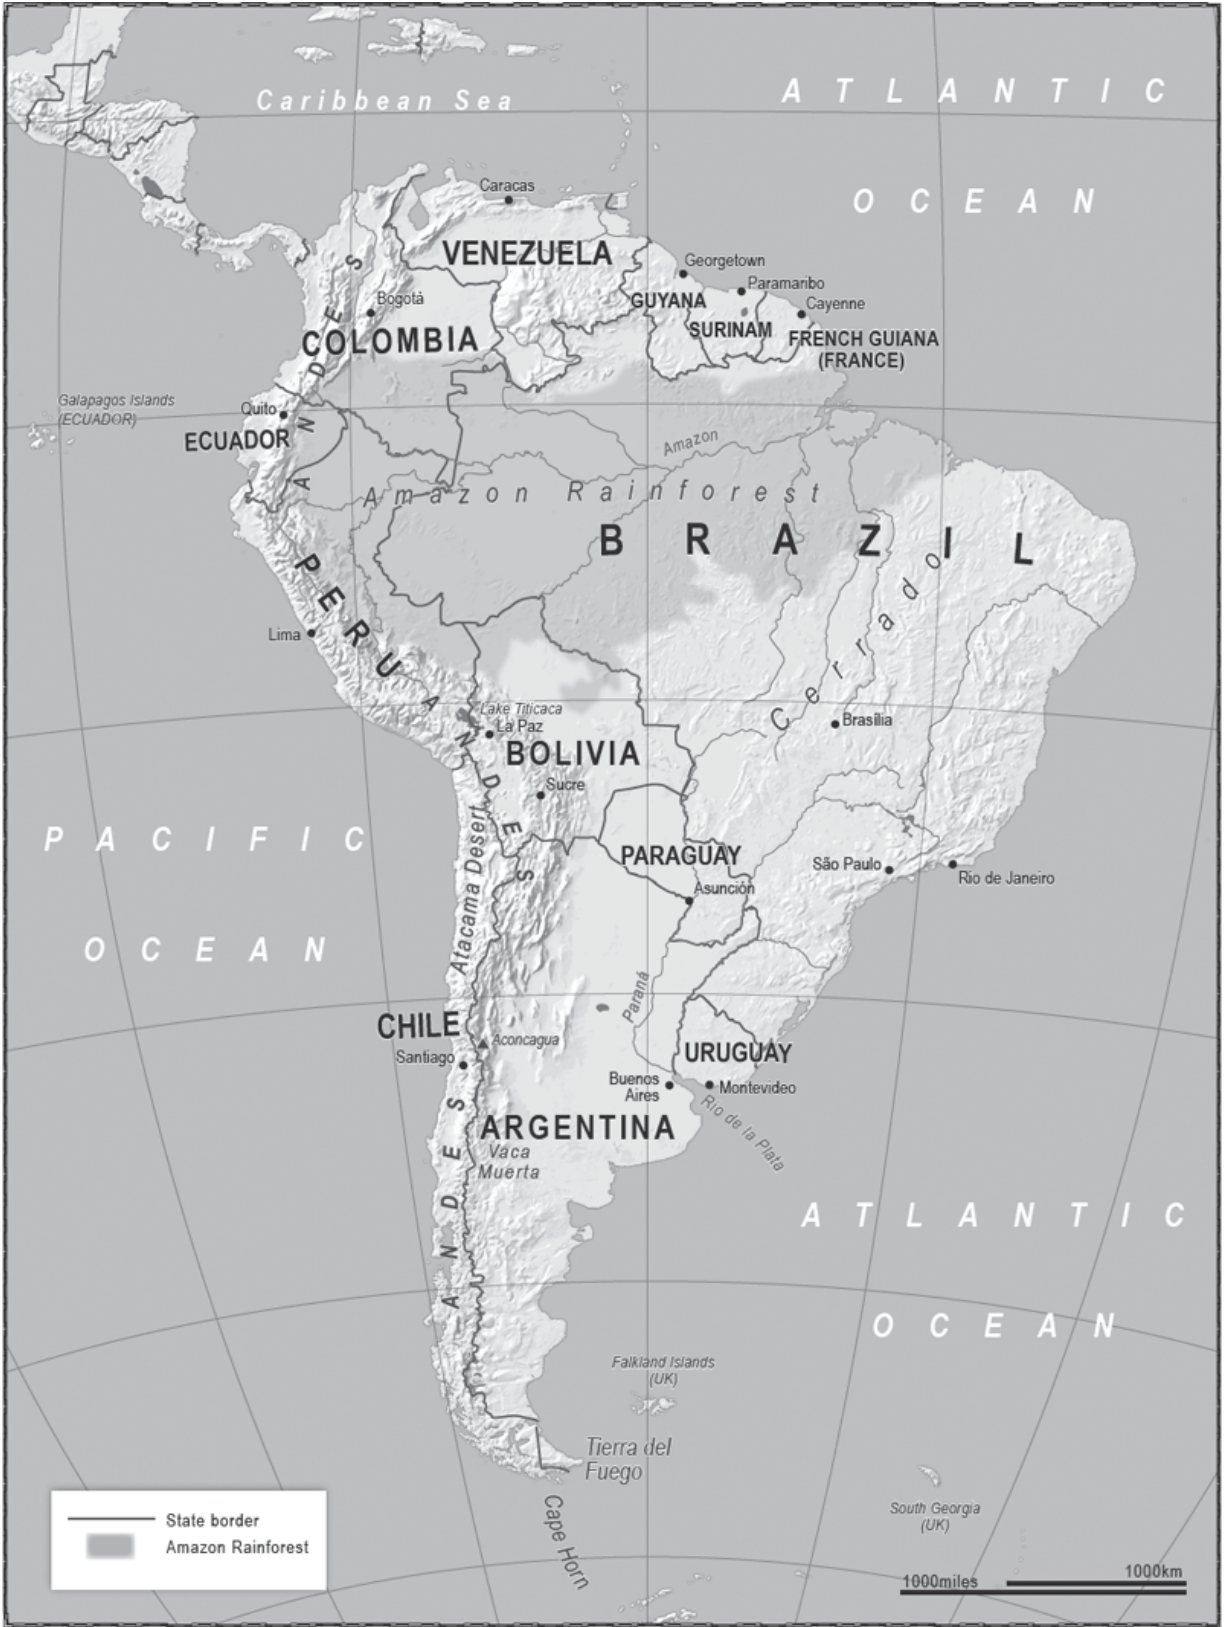 Caribbean Sea
ATLANTIC
OCEAN
Caracas
VENEZUELA
Georgetown
Paramaribo
Cayenne
GUYANA
SURINAM
FRENCH GUIANA
(FRANCE)
Bogotá
COLOMBIA
ANDES
Galapagos Islands
(ECUADOR)
Quito
ECUADOR
Amazon
Amazon Rainforest
BRAZIL
Cerrado
PERU
Lima
ANDES
Lake Titicaca
La Paz
BOLIVIA
Sucre
Brasília
PACIFIC
OCEAN
Atacama Desert
PARAGUAY
Asunción
São Paulo
Rio de Janeiro
Paraná
CHILE
Santiago
Aconcagua
URUGUAY
Buenos
Aires
Montevideo
Rio de la Plata
ARGENTINA
Vaca
Muerta
ANDES
ATLANTIC
OCEAN
Falkland Islands
(UK)
Tierra del
Fuego
Cape Horn
South Georgia
(UK)
State border
Amazon Rainforest
1000km
1000miles